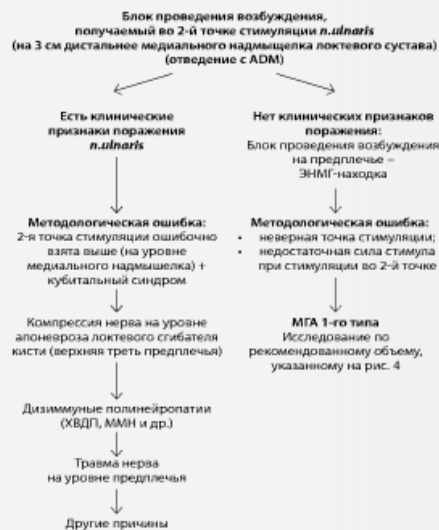 Блок проведения возбуждения,
получаемый во 2-й точке стимуляции n.ulnaris
(на 3 см дистальнее медиального надмыщелка локтевого сустава)
(отведение с ADM)
Есть клинические
признаки поражения
n.ulnaris
Методологическая ошибка:
2-я точка стимуляции ошибочно
взята выше (на уровне
медиального надмыщелка) +
кубитальный синдром
Компрессия нерва на уровне
апоневроза локтевого сгибателя
кисти (верхняя треть предплечья)
Дизиммунные полинейропатии
(ХВДП, ММН и др.)
Травма нерва
на уровне предплечья
Другие причины
Нет клинических признаков
поражения:
Блок проведения возбуждения
на предплечье –
ЭНМГ-находка
Методологическая ошибка:
• неверная точка стимуляции;
• недостаточная сила стимула
при стимуляции во 2-й точке
МГА 1-го типа
Исследование по
рекомендованному объему,
указанному на рис. 4